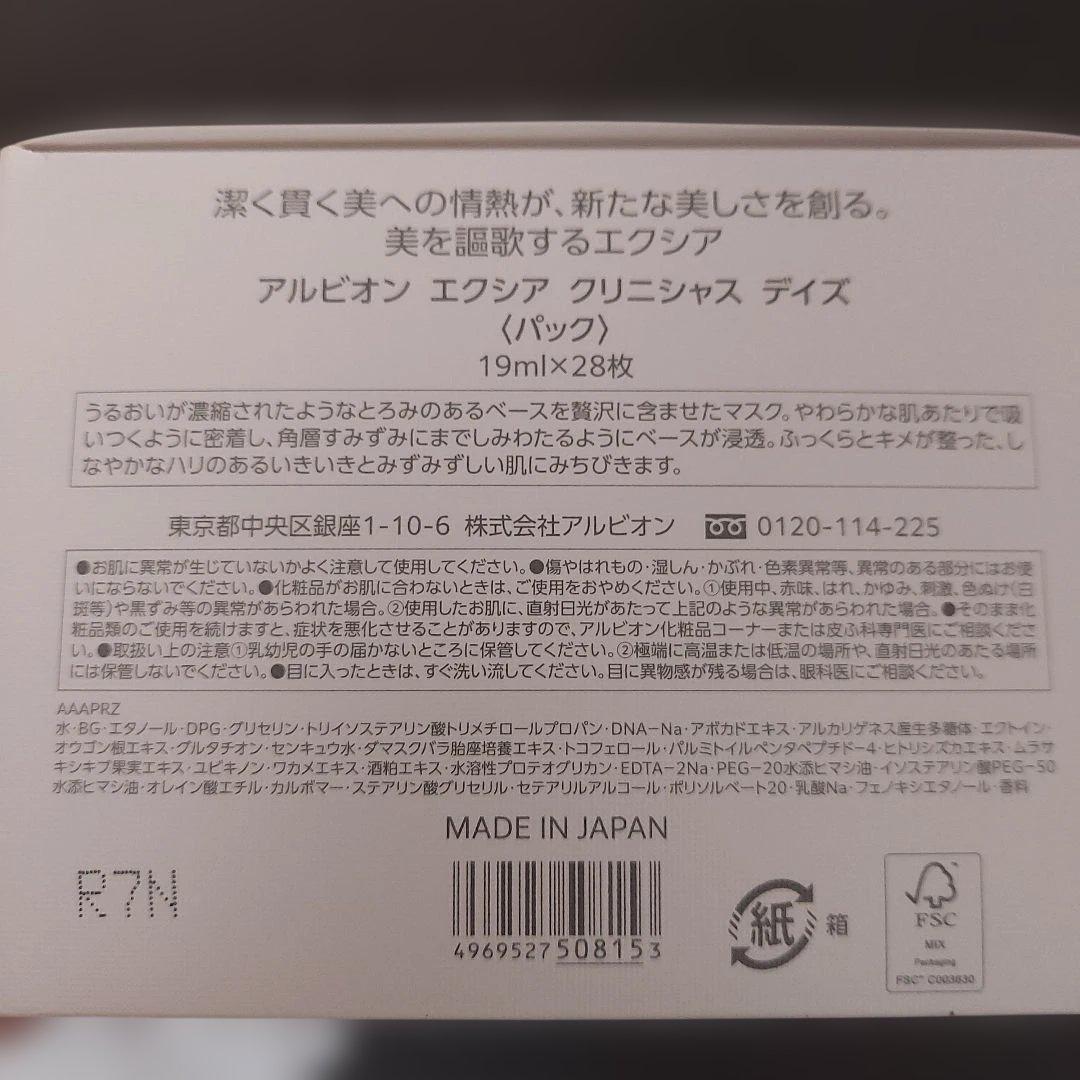 潔く貫く美への情熱が、新たな美しさを創る。
美を謳歌するエクシア
アルビオン エクシア クリニシャス デイズ
〈パック〉
19ml×28枚
うるおいが濃縮されたようなとろみのあるベースを贅沢に含ませたマスク。やわらかな肌あたりで吸
いつくように密着し、角層すみずみにまでしみわたるようにベースが浸透。ふっくらとキメが整った、し
なやかなハリのあるいきいきとみずみずしい肌にみちびきます。
東京都中央区銀座1-10-6 株式会社アルビオン 0120-114-225
●お肌に異常が生じていないかよく注意して使用してください。●傷やはれもの・湿しん・かぶれ・色素異常等、異常のある部分にはお使
いにならないでください。●化粧品がお肌に合わないときは、ご使用をおやめください。①使用中、赤味、はれ、かゆみ、刺激、色ぬけ(白
斑等)や黒ずみ等の異常があらわれた場合。②使用したお肌に、直射日光があたって上記のような異常があらわれた場合。●そのまま化
粧品類のご使用を続けますと、症状を悪化させることがありますので、アルビオン化粧品コーナーまたは皮ふ科専門医にご相談くださ
い。●取扱い上の注意①乳幼児の手の届かないところに保管してください。②極端に高温または低温の場所や、直射日光のあたる場所
には保管しないでください。●目に入ったときは、すぐ洗い流してください。目に異物感が残る場合は、眼科医にご相談ください。
AAAPRZ
水・BG・エタノール・DPG・グリセリン・トリイソステアリン酸トリメチロールプロパン・DNA-Na・アボカドエキス・アルカリゲネス産生多糖体・エクトイン・
オウゴン根エキス・グルタチオン・センキュウ水・ダマスクバラ胎座培養エキス・トコフェロール・パルミトイルペンタペプチド-4・ヒトリシズカエキス・ムラサ
キシキブ果実エキス・ユビキノン・ワカメエキス・酒粕エキス・水溶性プロテオグリカン・EDTA-2Na・PEG-20水添ヒマシ油・イソステアリン酸PEG-50
水添ヒマシ油・オレイン酸エチル・カルボマー・ステアリン酸グリセリル・セテアリルアルコール・ポリソルベート20・乳酸Na・フェノキシエタノール・香料
MADE IN JAPAN
R7N
4969527508153
紙 箱
FSC
MIX
Packaging
FSC™ C003630